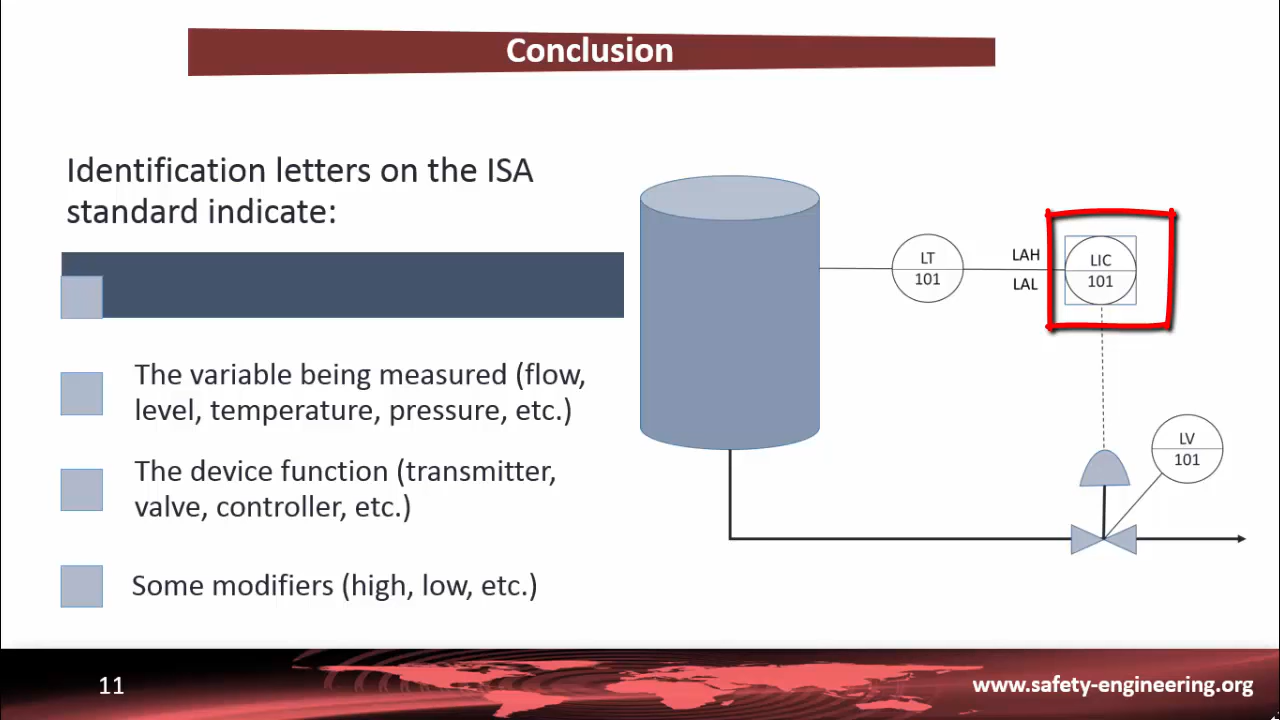 Conclusion
Identification letters on the ISA
standard indicate:
The variable being measured (flow,
level, temperature, pressure, etc.)
The device function (transmitter,
valve, controller, etc.)
Some modifiers (high, low, etc.)
LT
101
LAH
LAL
LIC
101
LV
101
11
www.safety-engineering.org